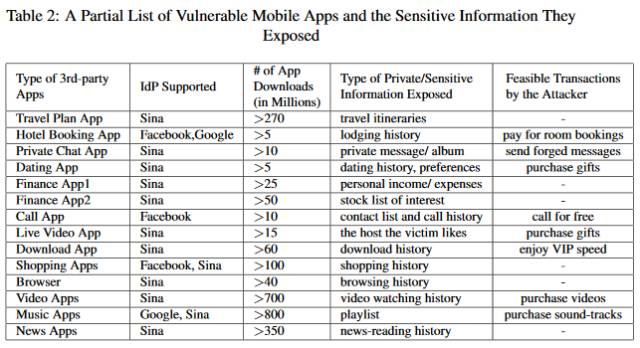 Table 2: A Partial List of Vulnerable Mobile Apps and the Sensitive Information They
Exposed
Type of 3rd-party Apps | IdP Supported | # of App Downloads (in Millions) | Type of Private/Sensitive Information Exposed | Feasible Transactions by the Attacker
Travel Plan App | Sina | >270 | travel itineraries | -
Hotel Booking App | Facebook,Google | >5 | lodging history | pay for room bookings
Private Chat App | Sina | >10 | private message/ album | send forged messages
Dating App | Sina | >5 | dating history, preferences | purchase gifts
Finance App1 | Sina | >25 | personal income/ expenses | -
Finance App2 | Sina | >50 | stock list of interest | -
Call App | Facebook | >10 | contact list and call history | call for free
Live Video App | Sina | >15 | the host the victim likes | purchase gifts
Download App | Sina | >60 | download history | enjoy VIP speed
Shopping Apps | Facebook, Sina | >100 | shopping history | -
Browser | Sina | >40 | browsing history | -
Video Apps | Sina | >700 | video watching history | purchase videos
Music Apps | Google, Sina | >800 | playlist | purchase sound-tracks
News Apps | Sina | >350 | news-reading history | -